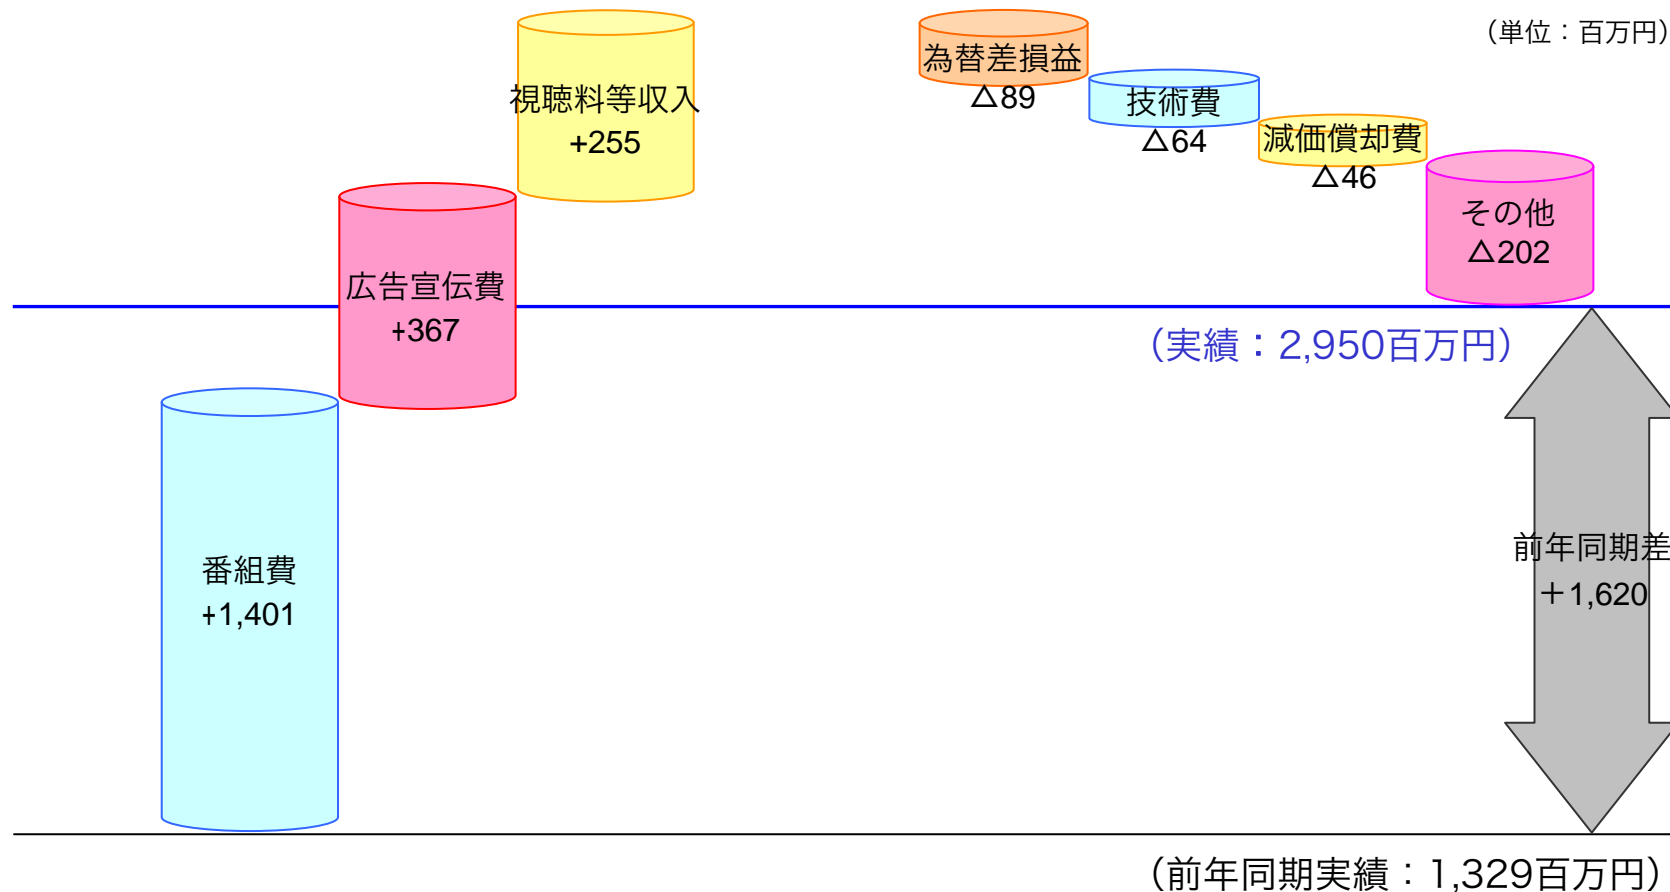 （単位：百万円）
視聴料等収入
+255
為替差損益
△89
技術費
△64
減価償却費
△46
その他
△202
広告宣伝費
+367
（実績：2,950百万円）
番組費
+1,401
前年同期差
＋1,620
（前年同期実績：1,329百万円）